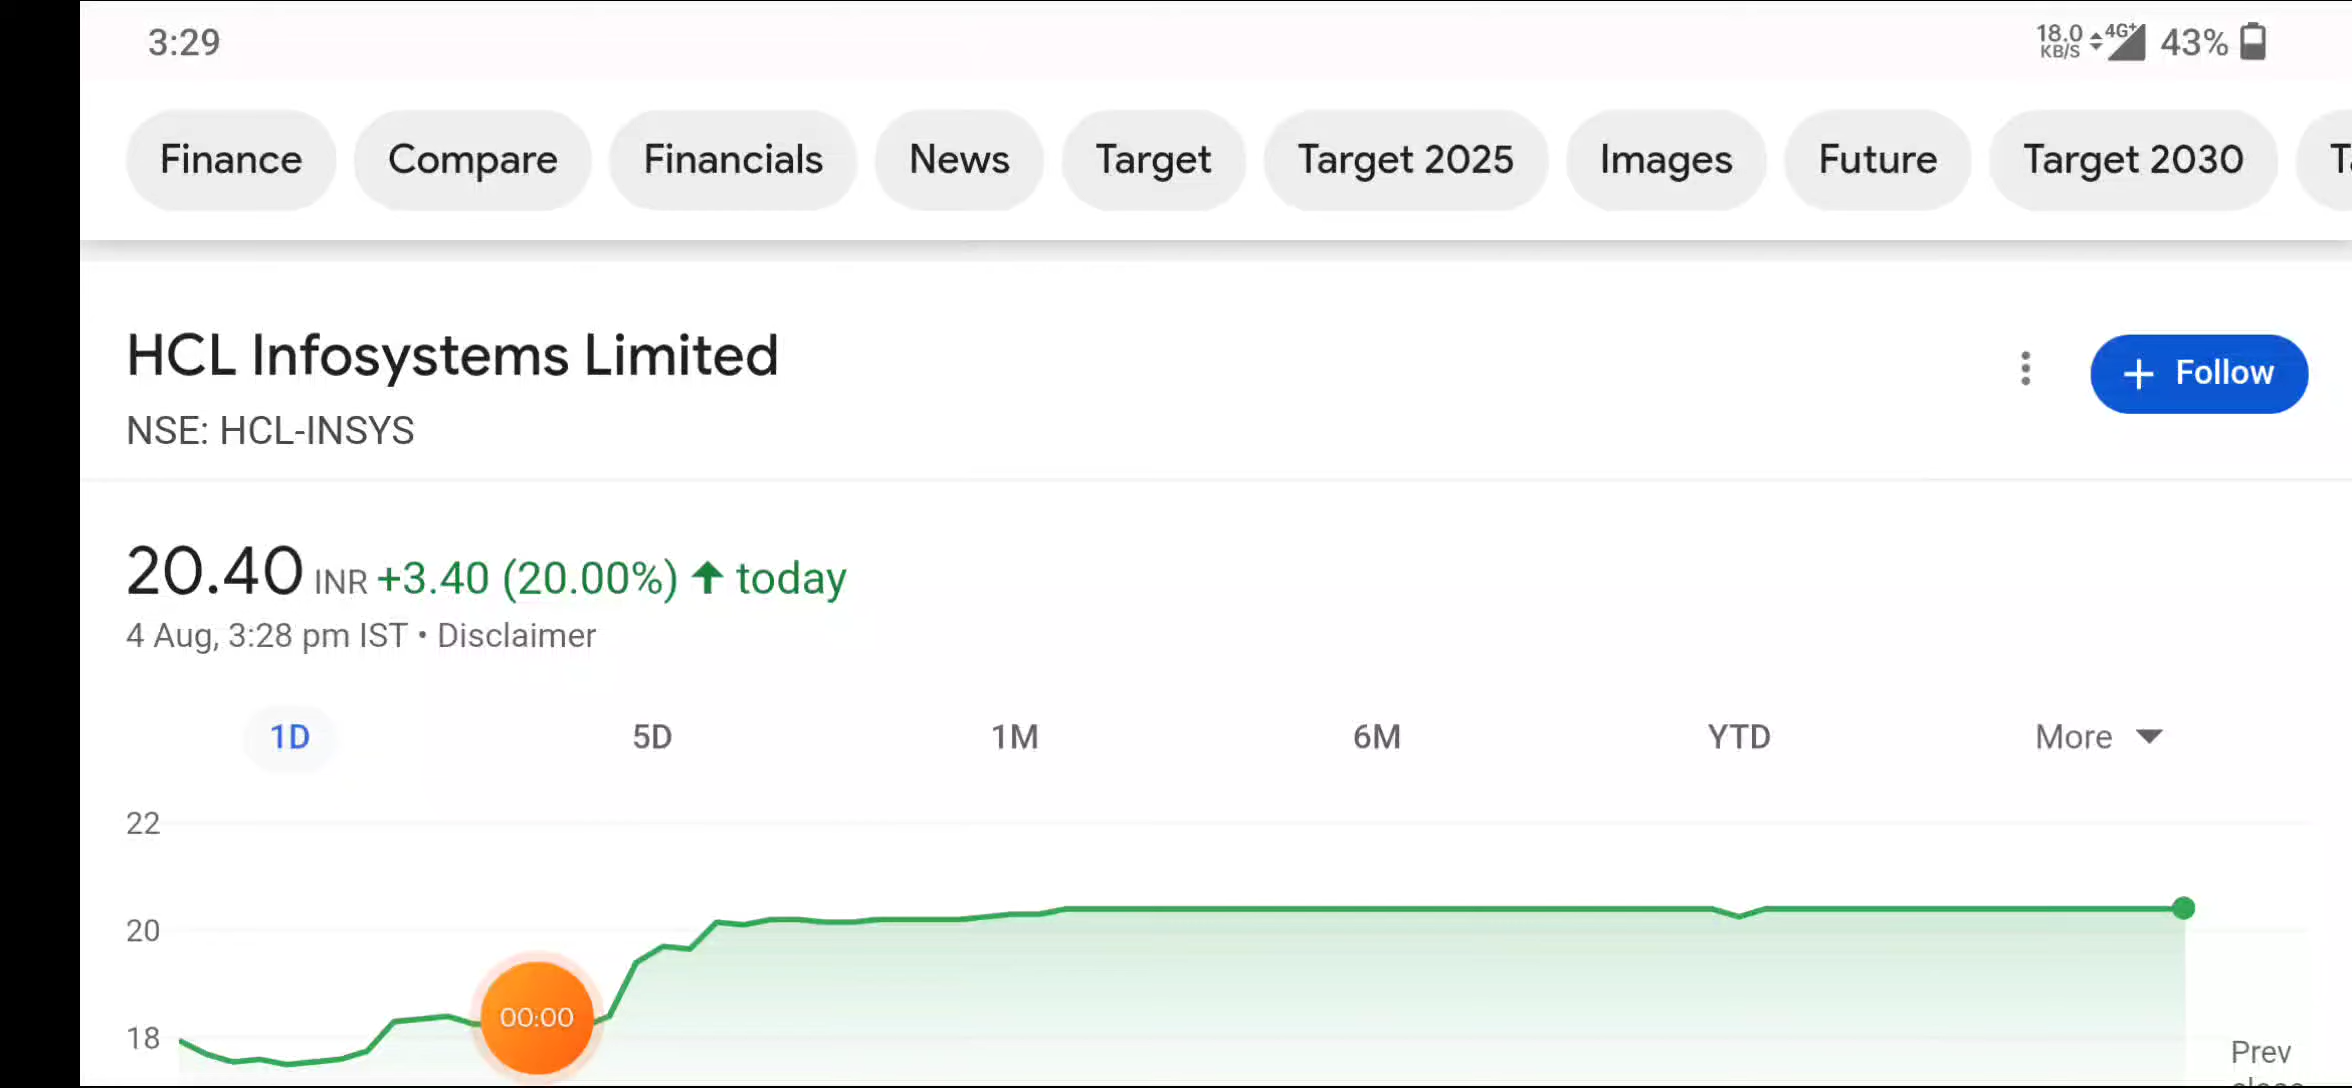 3:29
18.0 KB/S 4G+ 43%
Finance Compare Financials News Target Target 2025 Images Future Target 2030
HCL Infosystems Limited
+ Follow
NSE: HCL-INSYS
20.40 INR +3.40 (20.00%) ↑ today
4 Aug, 3:28 pm IST • Disclaimer
1D 5D 1M 6M YTD More
22
20
00:00
18
Prev